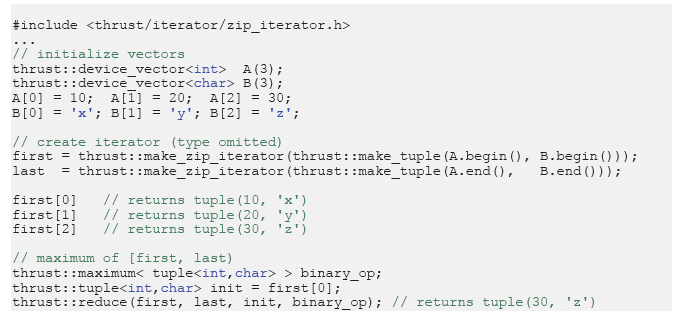 #include <thrust/iterator/zip_iterator.h>
...
// initialize vectors
thrust::device_vector<int>  A(3);
thrust::device_vector<char> B(3);
A[0] = 10;  A[1] = 20;  A[2] = 30;
B[0] = 'x'; B[1] = 'y'; B[2] = 'z';

// create iterator (type omitted)
first = thrust::make_zip_iterator(thrust::make_tuple(A.begin(), B.begin()));
last  = thrust::make_zip_iterator(thrust::make_tuple(A.end(),   B.end()));

first[0]   // returns tuple(10, 'x')
first[1]   // returns tuple(20, 'y')
first[2]   // returns tuple(30, 'z')

// maximum of [first, last)
thrust::maximum< tuple<int,char> > binary_op;
thrust::tuple<int,char> init = first[0];
thrust::reduce(first, last, init, binary_op); // returns tuple(30, 'z')